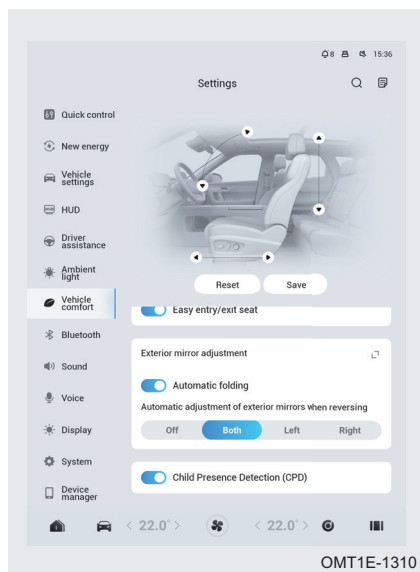 8 15:36
Settings
Quick control
New energy
Vehicle
settings
HUD
HUD
Driver
assistance
Ambient
light
Vehicle
comfort
Bluetooth
Sound
Voice
Display
System
Device
manager
Reset Save
Easy entry/exit seat
Exterior mirror adjustment
Automatic folding
Automatic adjustment of exterior mirrors when reversing
Off Both Left Right
Child Presence Detection (CPD)
< 22.0° > < 22.0° >
OMT1E-1310